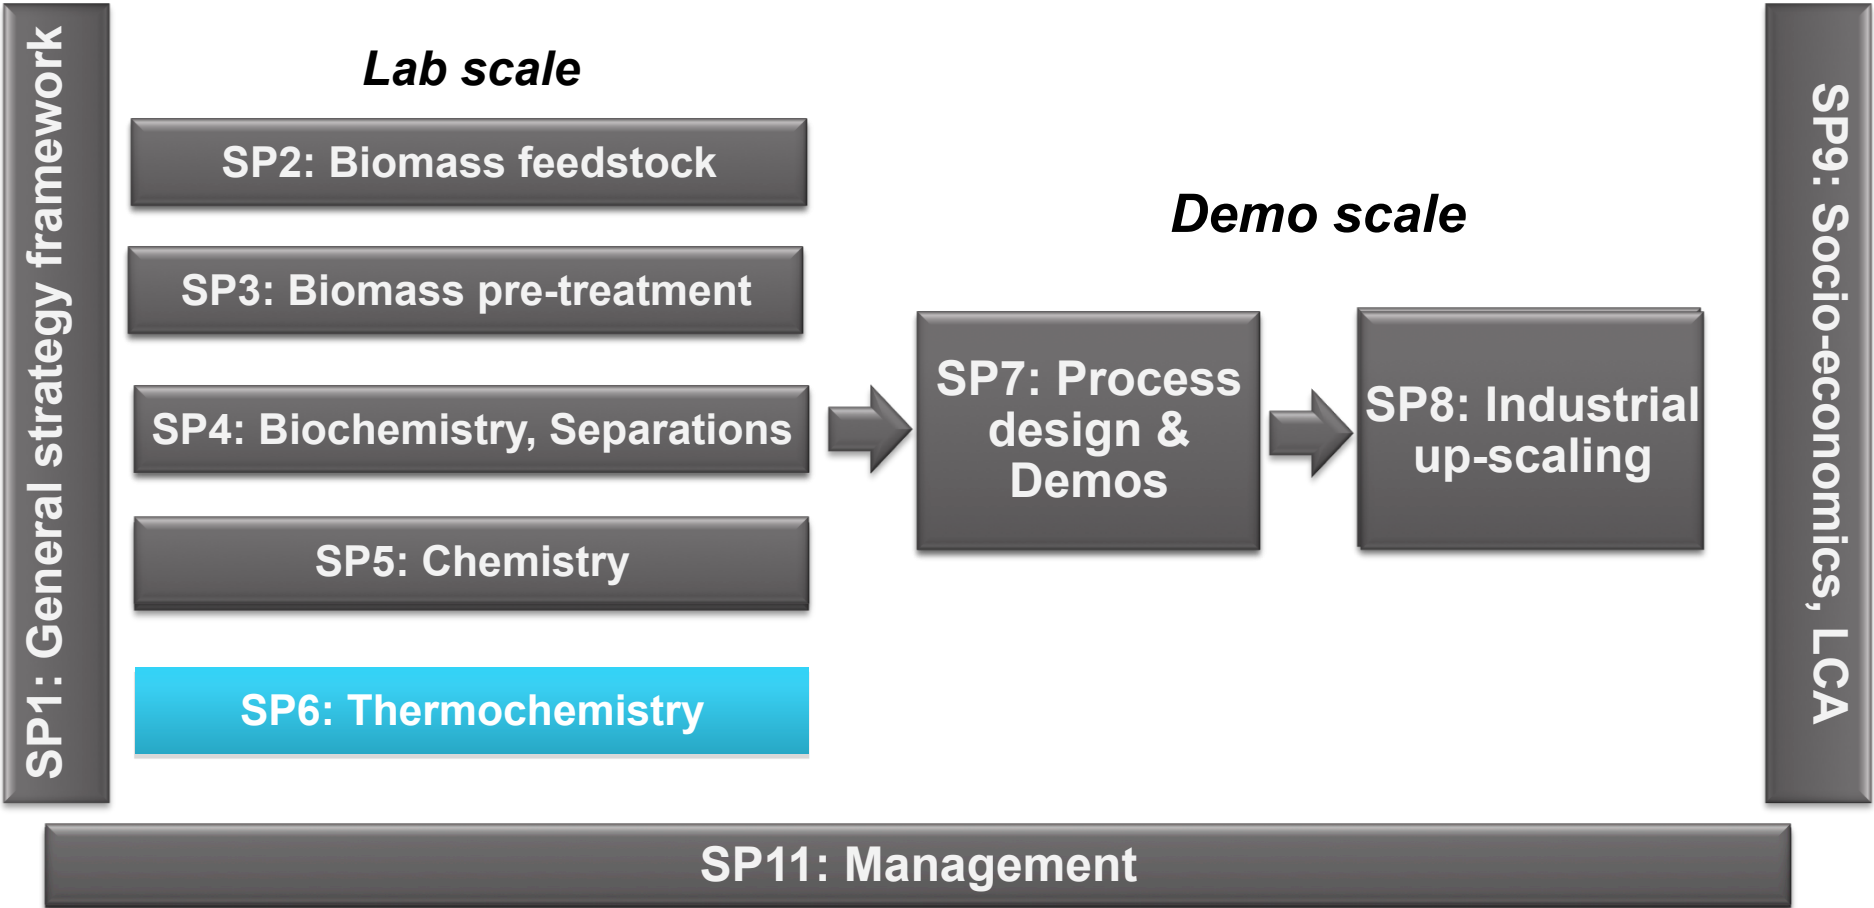 SP1: General strategy framework
Lab scale
SP2: Biomass feedstock
SP3: Biomass pre-treatment
SP4: Biochemistry, Separations
SP5: Chemistry
SP6: Thermochemistry
Demo scale
SP7: Process
design &
Demos
SP8: Industrial
up-scaling
SP9: Socio-economics, LCA
SP11: Management